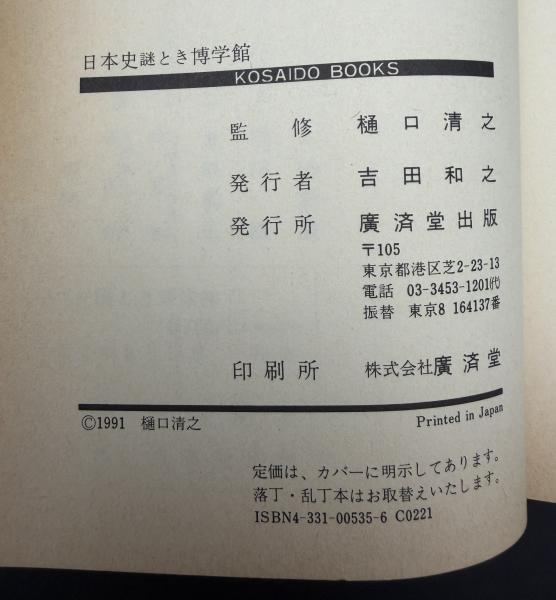 日本史謎とき博学館
KOSAIDO BOOKS
監修 樋口清之
発行者 吉田和之
発行所 廣済堂出版
〒105
東京都港区芝2-23-13
電話 03-3453-1201㈹
振替 東京8 164137番
印刷所 株式会社廣済堂
©1991 樋口清之
Printed in Japan
定価は、カバーに明示してあります。
落丁・乱丁本はお取替えいたします。
ISBN4-331-00535-6 C0221